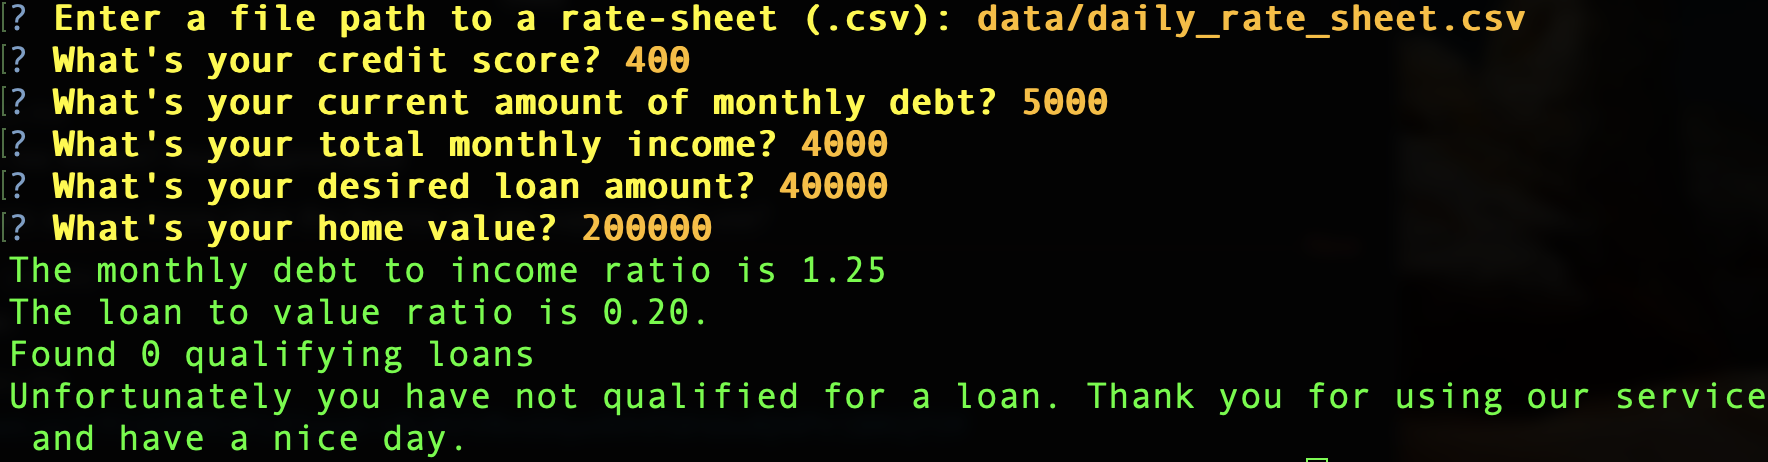 ? Enter a file path to a rate-sheet (.csv): data/daily_rate_sheet.csv
? What's your credit score? 400
? What's your current amount of monthly debt? 5000
? What's your total monthly income? 4000
? What's your desired loan amount? 40000
? What's your home value? 200000
The monthly debt to income ratio is 1.25
The loan to value ratio is 0.20.
Found 0 qualifying loans
Unfortunately you have not qualified for a loan. Thank you for using our service
and have a nice day.